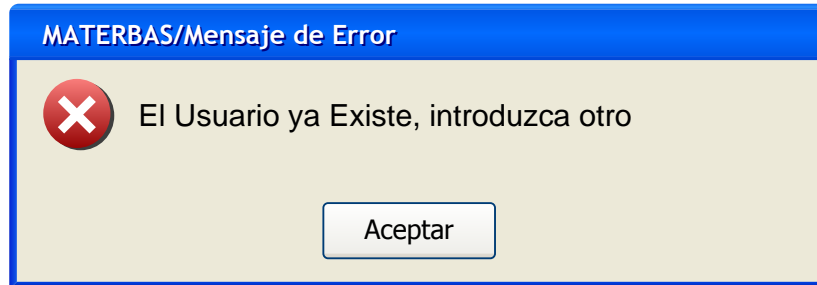 MATERBAS/Mensaje de Error
El Usuario ya Existe, introduzca otro
Aceptar